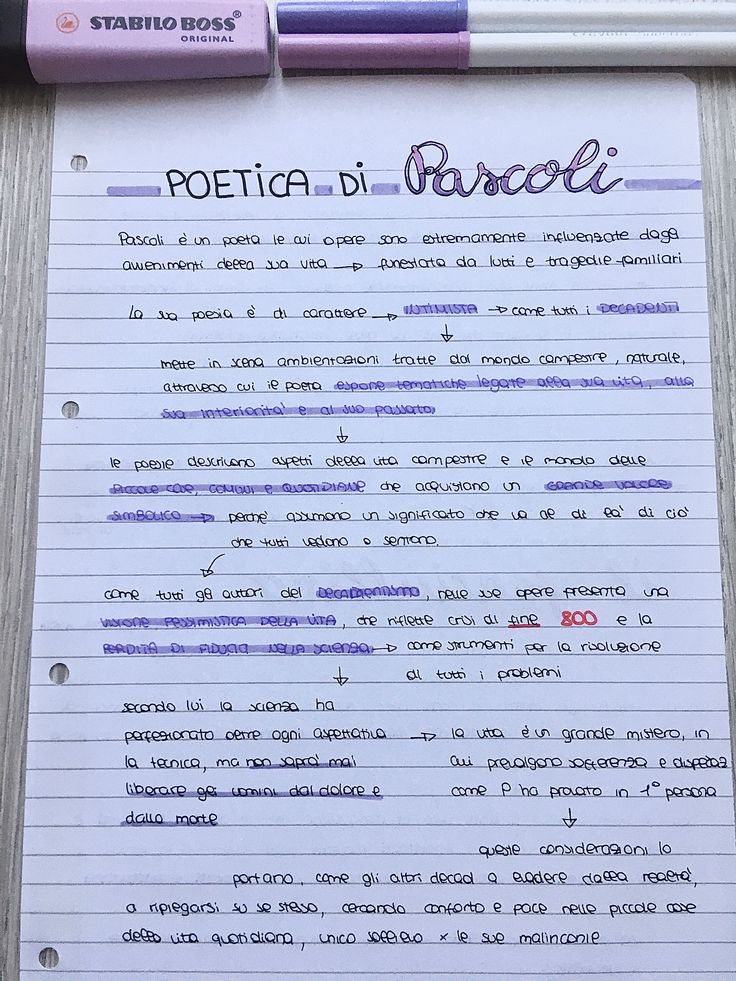 STABILO BOSS®
ORIGINAL
POETICA DI Pascoli
Pascoli è un poeta le cui opere sono estremamente influenzate dagli
avvenimenti della sua vita → funestata da lutti e tragedie familiari
La sua poesia è di carattere → INTIMISTA → come tutti i DECADENTI
↓
mette in scena ambientazioni tratte dal mondo campestre, naturale,
attraverso cui il poeta espone tematiche legate alla sua vita, alla
sua interiorità e al suo passato
↓
le poesie descrivono aspetti della vita campestre e il mondo delle
PICCOLE COSE, COMUNI E QUOTIDIANE che acquistano un GRANDE VALORE
SIMBOLICO → perchè assumono un significato che va al di là di ciò
che tutti vedono o sentono.
come tutti gli autori del DECADENTISMO, nelle sue opere presenta una
VISIONE PESSIMISTICA DELLA VITA, che riflette crisi di fine 800 e la
PERDITA DI FIDUCIA NELLA SCIENZA → come strumenti per la risoluzione
↓ di tutti i problemi
secondo lui la scienza ha
perfezionato oltre ogni aspettativa → la vita è un grande mistero, in
la tecnica, ma non saprà mai cui prevalgono sofferenza e dispetas
liberare gli uomini dal dolore e come P ha provato in 1° persona
dalla morte ↓
queste considerazioni lo
portano, come gli altri decad a evadere dalla realtà,
a ripiegarsi su se stesso, cercando conforto e pace nelle piccole cose
della vita quotidiana, unico sollievo x le sue malinconie